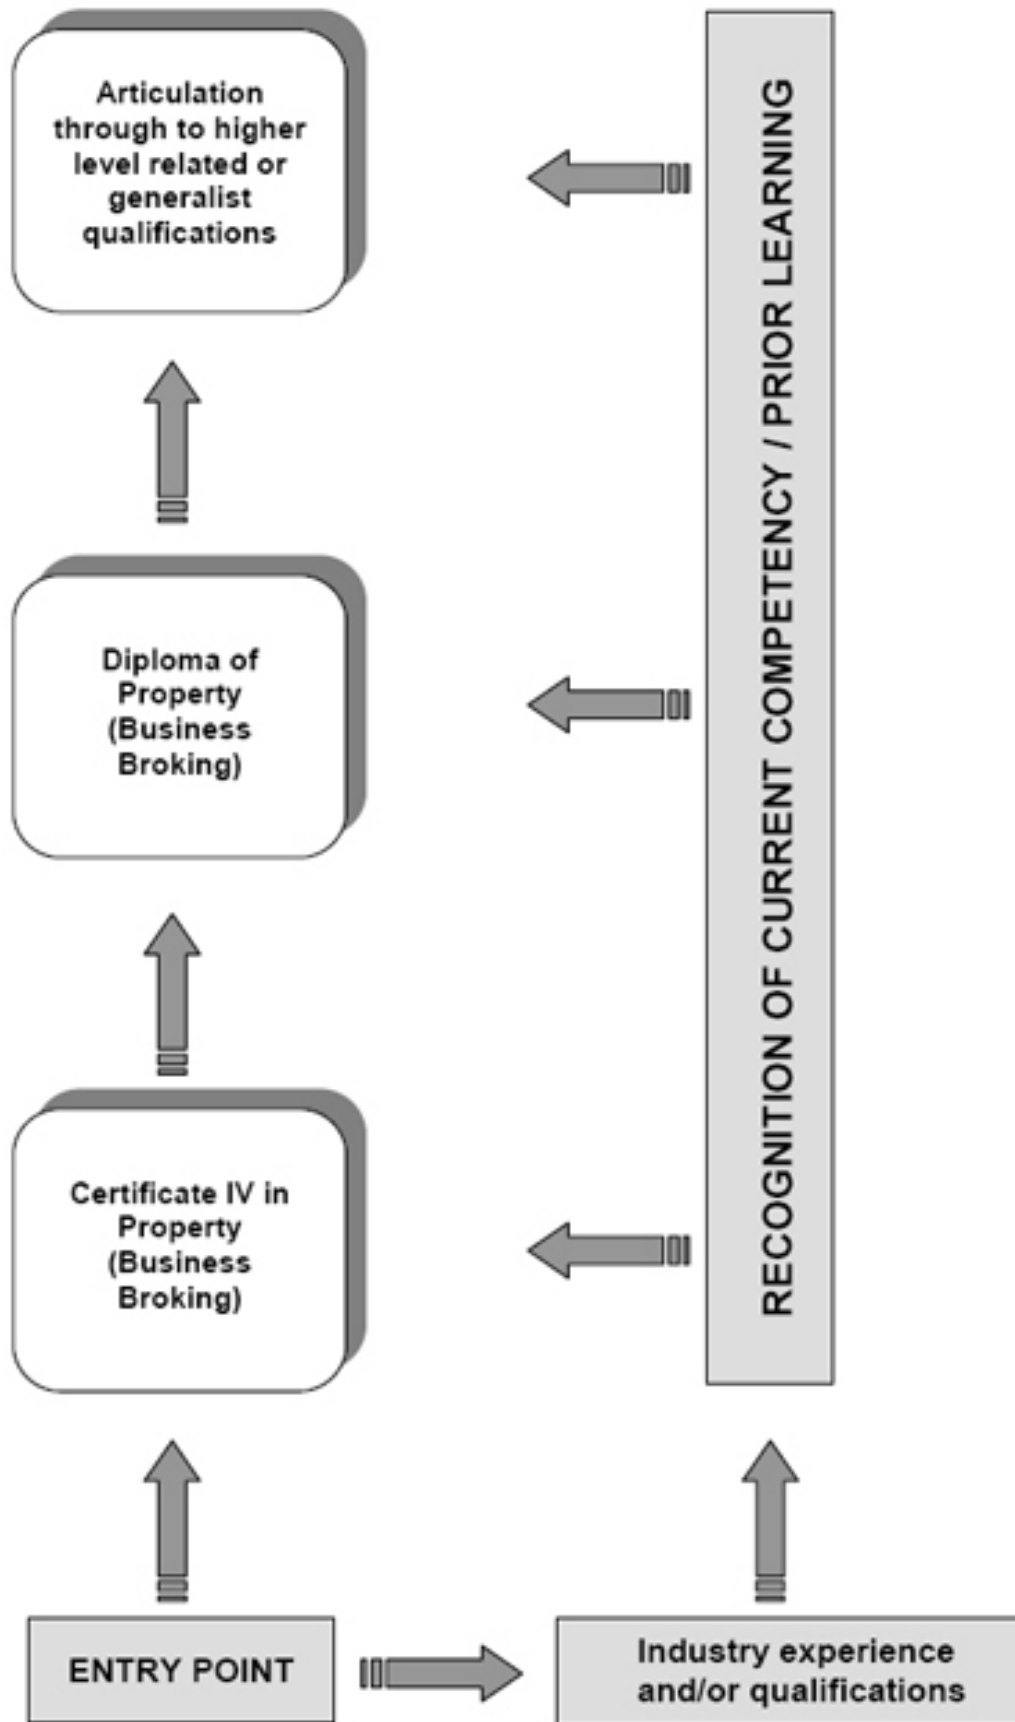 Articulation
through to higher
level related or
generalist
qualifications
Diploma of
Property
(Business
Broking)
Certificate IV in
Property
(Business
Broking)
RECOGNITION OF CURRENT COMPETENCY / PRIOR LEARNING
ENTRY POINT
Industry experience
and/or qualifications